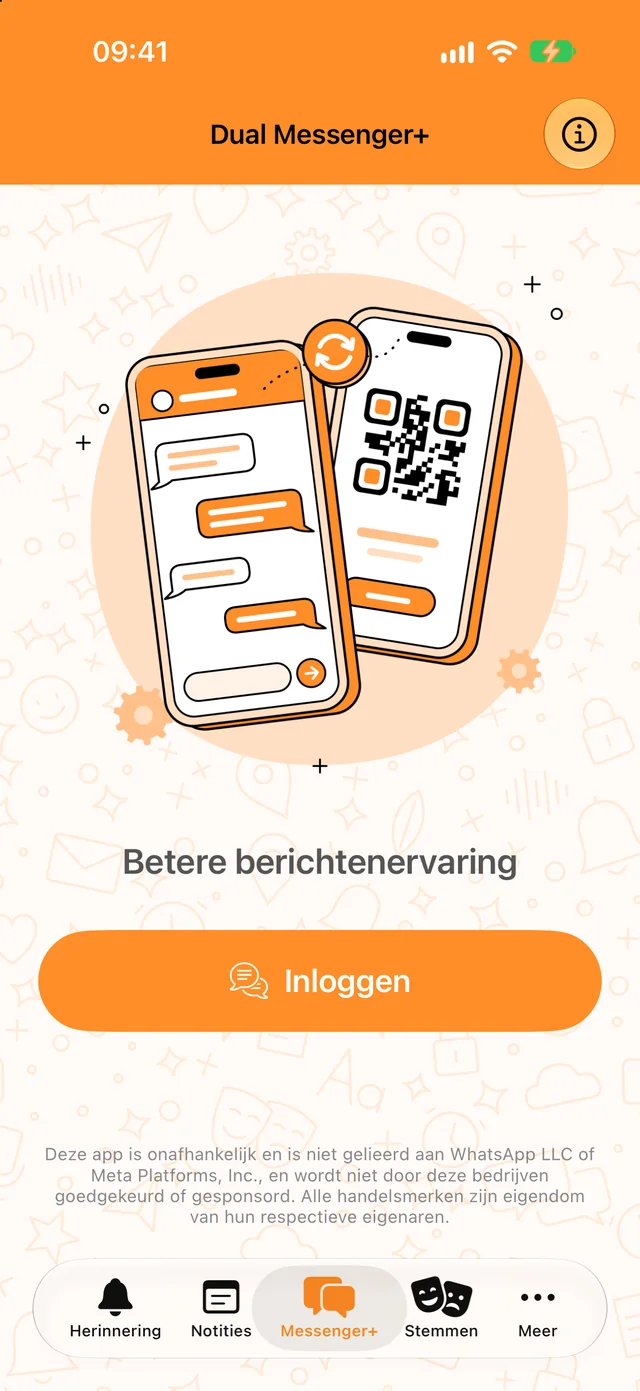 09:41
Dual Messenger+
Betere berichtenervaring
Inloggen
Deze app is onafhankelijk en is niet gelieerd aan WhatsApp LLC of
Meta Platforms, Inc., en wordt niet door deze bedrijven
goedgekeurd of gesponsord. Alle handelsmerken zijn eigendom
van hun respectieve eigenaren.
Herinnering
Notities
Messenger+
Stemmen
Meer